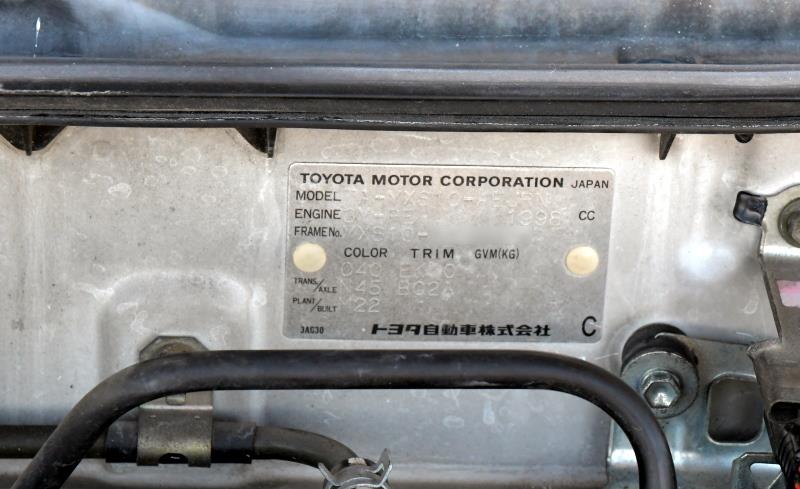 TOYOTA MOTOR CORPORATION JAPAN
MODEL
ENGINE 1998 CC
FRAME No.
COLOR TRIM GVM(KG)
040
TRANS./AXLE
PLANT/BUILT 22
3AG30 トヨタ自動車株式会社 C